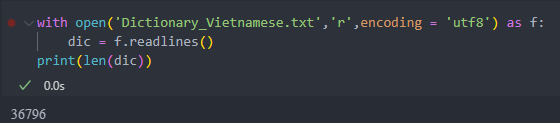 with open('Dictionary_Vietnamese.txt','r',encoding = 'utf8') as f:
    dic = f.readlines()
print(len(dic))
0.0s
36796